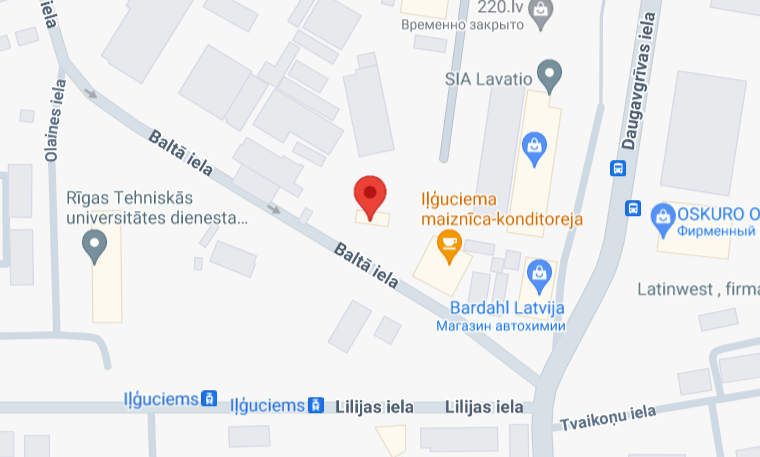 iela
220.lv
Временно закрыто
SIA Lavatio
Daugavgrīvas iela
Olaines iela
Baltā iela
Rīgas Tehniskās
universitātes dienesta...
Iļģuciema
maiznīca-konditoreja
OSKURO O
Фирменный
Baltā iela
Latinwest , firma
Bardahl Latvija
Магазин автохимии
Iļģuciems
Iļģuciems
Lilijas iela
Lilijas iela
Tvaikoņu iela